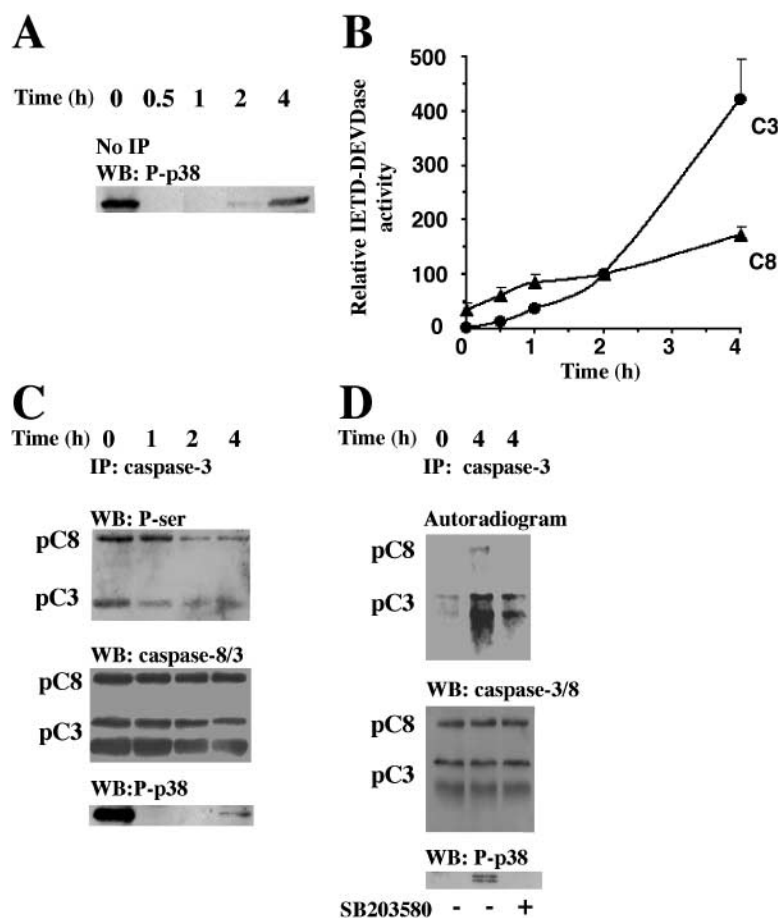 A
Time (h) 0 0.5 1 2 4
No IP
WB: P-p38
B
Relative IETD-DEVDase
activity
500
400
300
200
100
0
0 1 2 3 4
Time (h)
C3
C8
C
Time (h) 0 1 2 4
IP: caspase-3
WB: P-ser
pC8
pC3
WB: caspase-8/3
pC8
pC3
WB:P-p38
D
Time (h) 0 4 4
IP: caspase-3
Autoradiogram
pC8
pC3
WB: caspase-3/8
pC8
pC3
WB: P-p38
SB203580 - - +